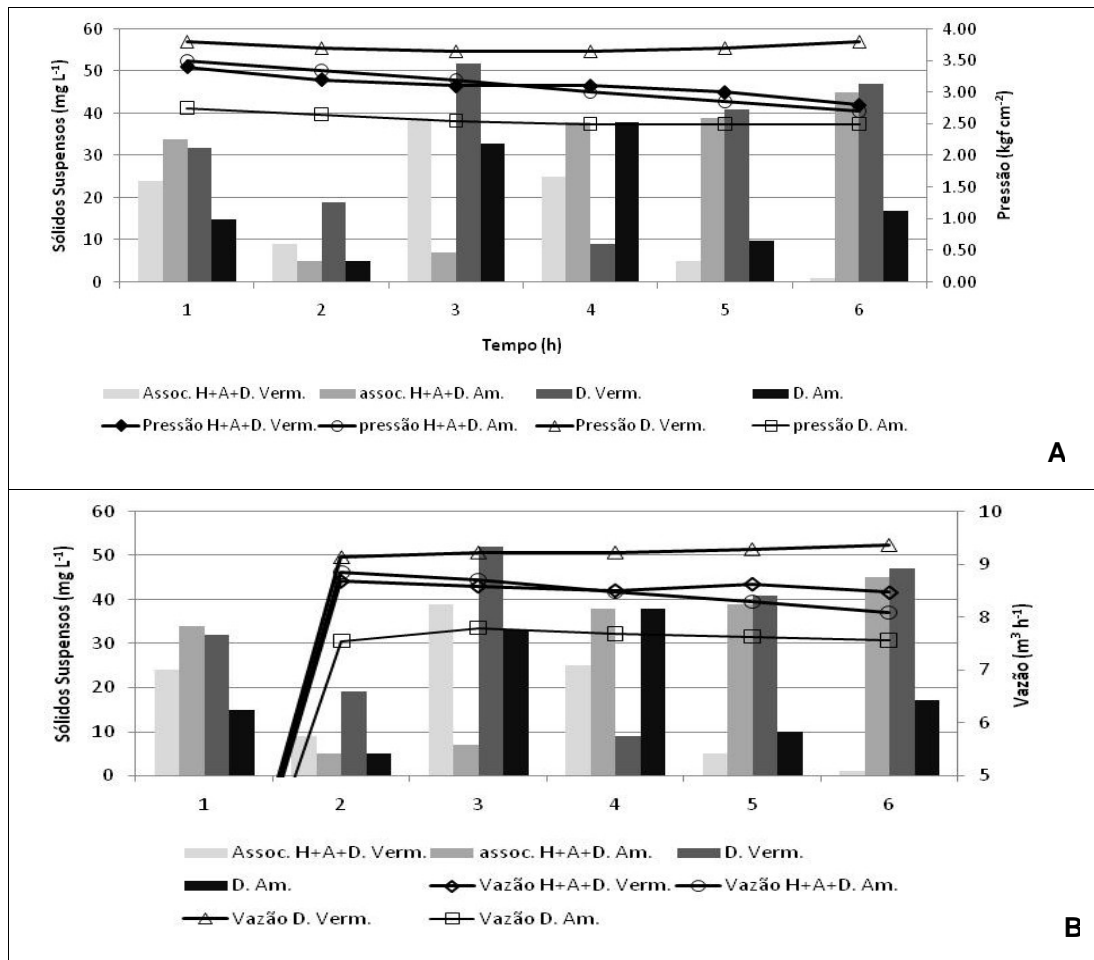 60
50
40
30
20
10
0
Sólidos Suspensos (mg L-1)
4.00
3.50
3.00
2.50
2.00
1.50
1.00
0.50
0.00
Pressão (kgf cm-2)
1 2 3 4 5 6
Tempo (h)
Assoc. H+A+D. Verm. assoc. H+A+D. Am. D. Verm. D. Am.
Pressão H+A+D. Verm. pressão H+A+D. Am. Pressão D. Verm. pressão D. Am.
A
60
50
40
30
20
10
0
Sólidos Suspensos (mg L-1)
10
9
8
7
6
5
Vazão (m3 h-1)
1 2 3 4 5 6
Assoc. H+A+D. Verm. assoc. H+A+D. Am. D. Verm.
D. Am. Vazão H+A+D. Verm. Vazão H+A+D. Am.
Vazão D. Verm. Vazão D. Am.
B